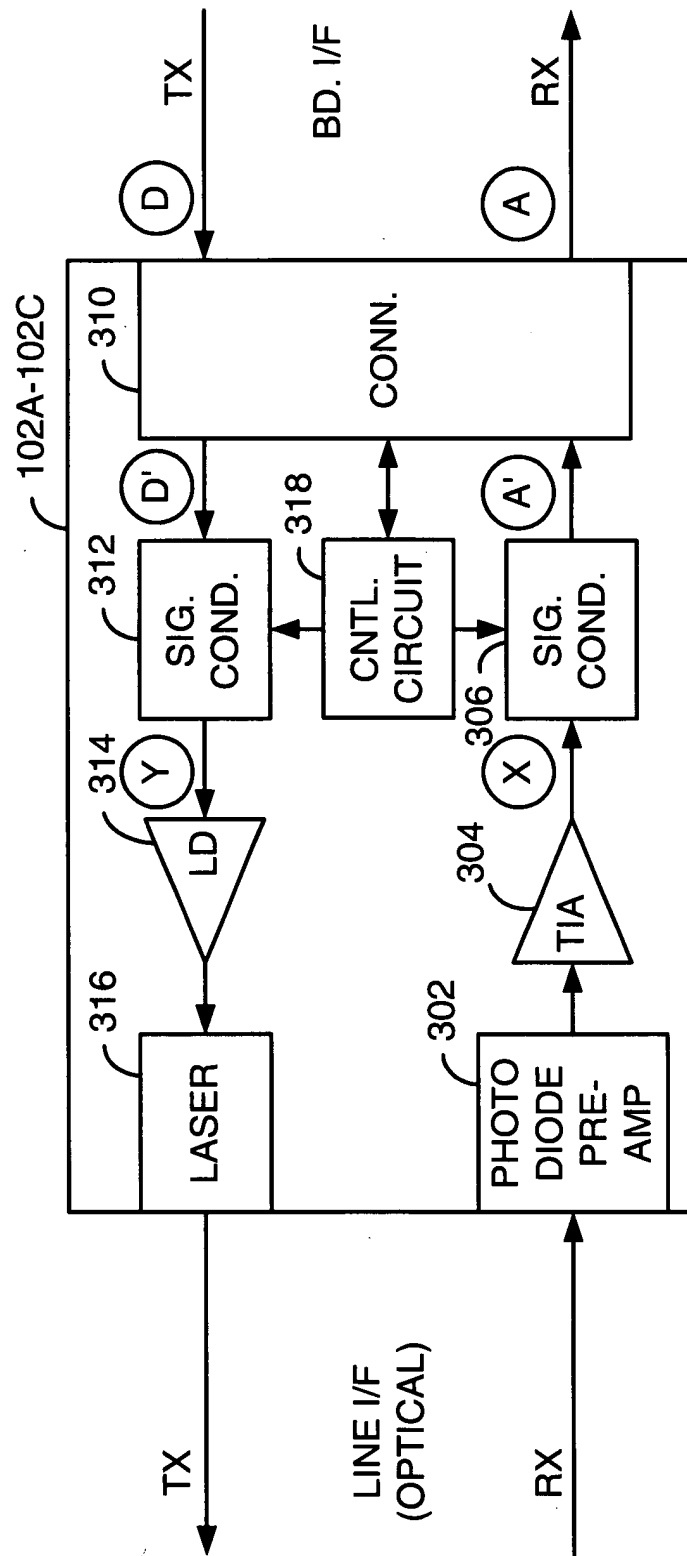 102A-102C
TX
LINE I/F
(OPTICAL)
RX
316
LASER
314
LD
Y
312
SIG.
COND.
D'
310
CONN.
D
TX
BD. I/F
318
CNTL.
CIRCUIT
302
PHOTO
DIODE
PRE-
AMP
304
TIA
X
306
SIG.
COND.
A'
A
RX